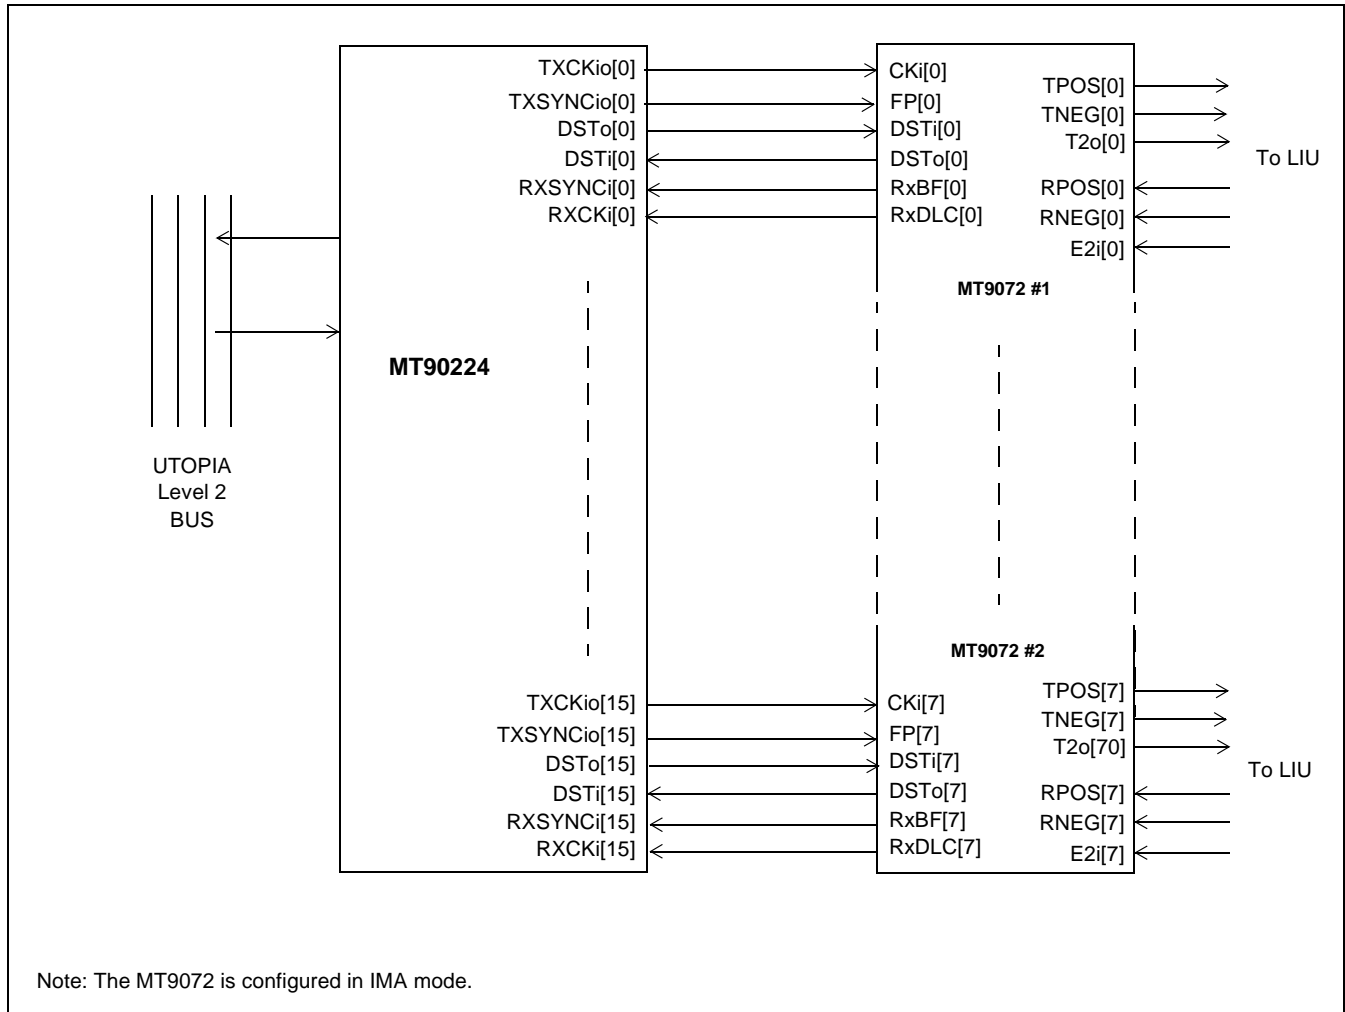 TXCKio[0]
TXSYNCio[0]
DSTo[0]
DSTi[0]
RXSYNCi[0]
RXCKi[0]
CKi[0]
FP[0]
DSTi[0]
DSTo[0]
RxBF[0]
RxDLC[0]
TPOS[0]
TNEG[0]
T2o[0]
RPOS[0]
RNEG[0]
E2i[0]
To LIU
MT9072 #1
MT90224
UTOPIA
Level 2
BUS
MT9072 #2
TXCKio[15]
TXSYNCio[15]
DSTo[15]
DSTi[15]
RXSYNCi[15]
RXCKi[15]
CKi[7]
FP[7]
DSTi[7]
DSTo[7]
RxBF[7]
RxDLC[7]
TPOS[7]
TNEG[7]
T2o[70]
RPOS[7]
RNEG[7]
E2i[7]
To LIU
Note: The MT9072 is configured in IMA mode.